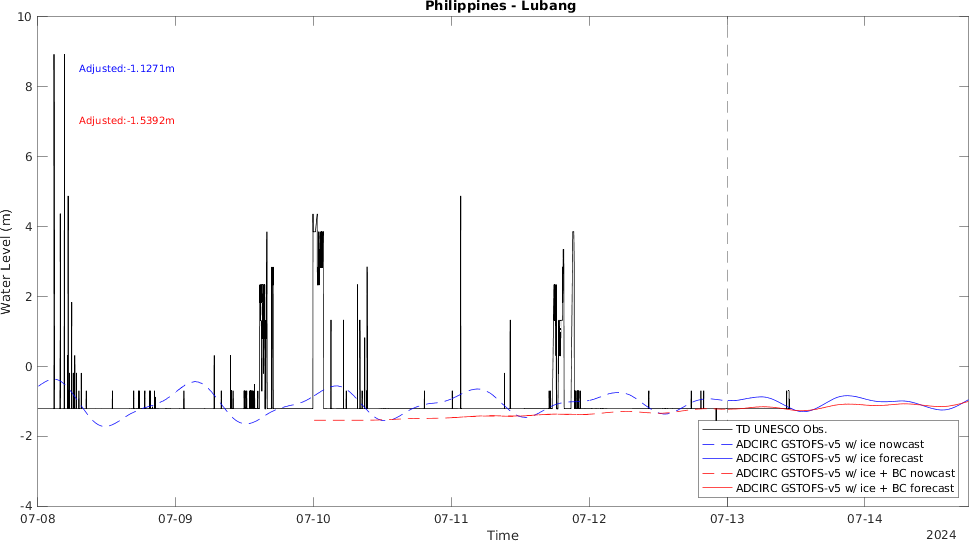 Philippines - Lubang
10
8
6
4
2
0
-2
-4
Water Level (m)
Adjusted:-1.1271m
Adjusted:-1.5392m
TD UNESCO Obs.
ADCIRC GSTOFS-v5 w/ ice nowcast
ADCIRC GSTOFS-v5 w/ ice forecast
ADCIRC GSTOFS-v5 w/ ice + BC nowcast
ADCIRC GSTOFS-v5 w/ ice + BC forecast
07-08 07-09 07-10 07-11 07-12 07-13 07-14
Time
2024